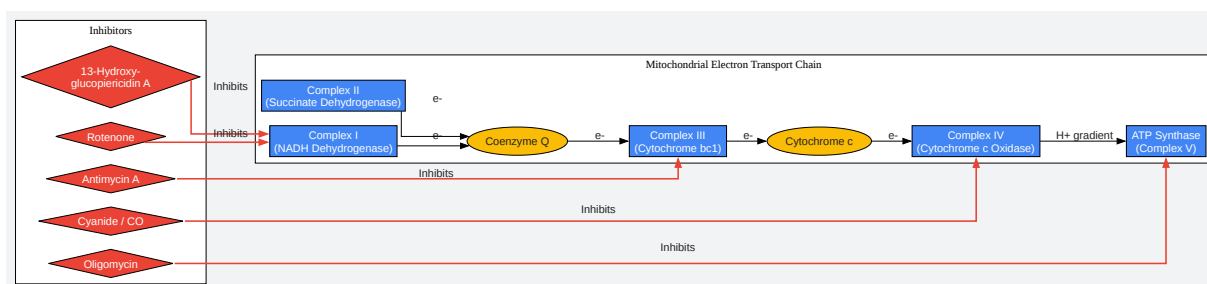 Inhibitors
13-Hydroxy-
glucopiericidin A
Rotenone
Antimycin A
Cyanide / CO
Oligomycin
Inhibits
Inhibits
Inhibits
Inhibits
Inhibits
Mitochondrial Electron Transport Chain
Complex II
(Succinate Dehydrogenase)
e-
Complex I
(NADH Dehydrogenase)
e-
Coenzyme Q
e-
Complex III
(Cytochrome bc1)
e-
Cytochrome c
e-
Complex IV
(Cytochrome c Oxidase)
H+ gradient
ATP Synthase
(Complex V)